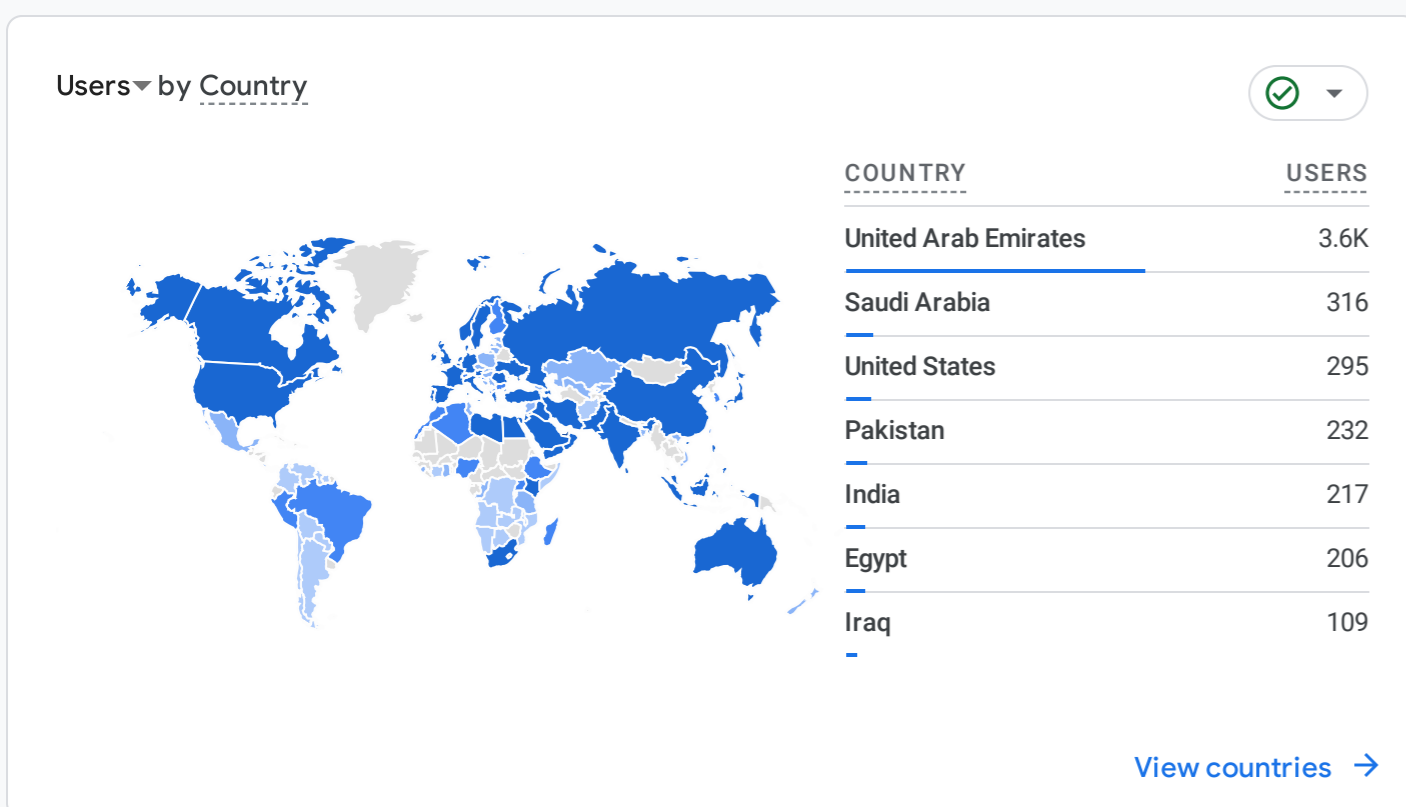 Users by Country
COUNTRY USERS
United Arab Emirates 3.6K
Saudi Arabia 316
United States 295
Pakistan 232
India 217
Egypt 206
Iraq 109
View countries